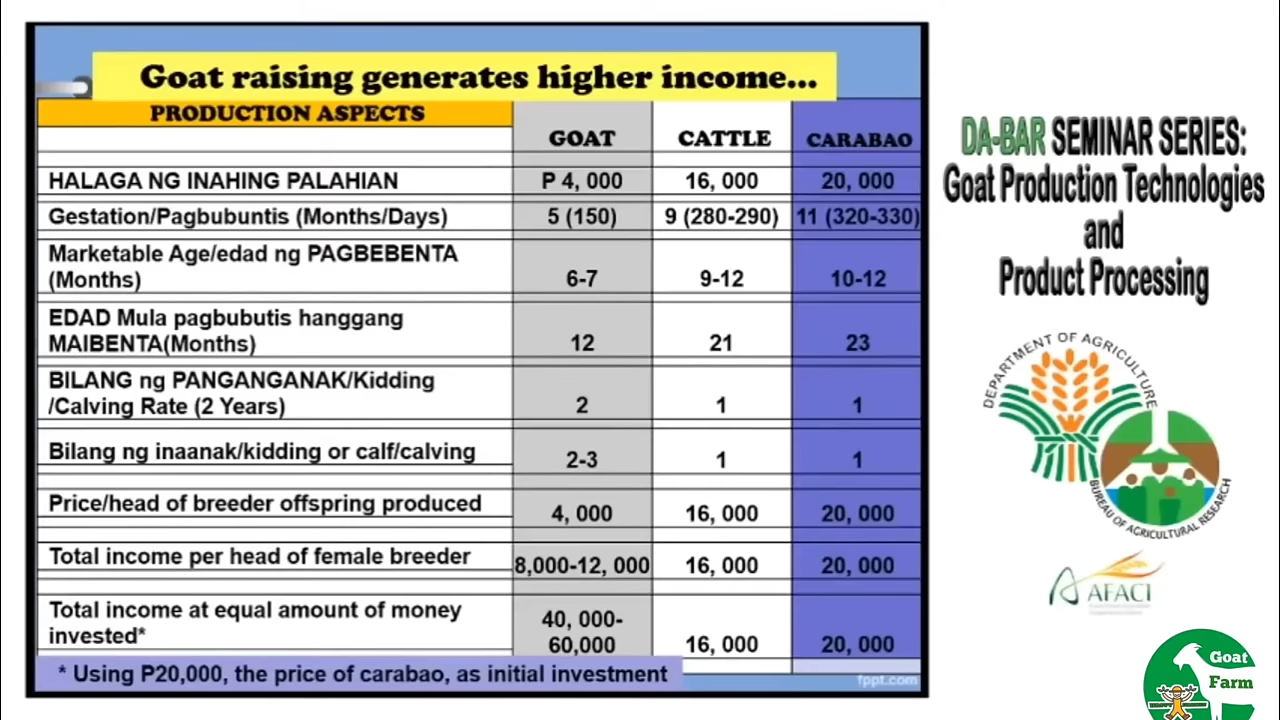 Goat raising generates higher income...
PRODUCTION ASPECTS
GOAT CATTLE CARABAO
HALAGA NG INAHING PALAHIAN P 4, 000 16, 000 20, 000
Gestation/Pagbubuntis (Months/Days) 5 (150) 9 (280-290) 11 (320-330)
Marketable Age/edad ng PAGBEBENTA
(Months) 6-7 9-12 10-12
EDAD Mula pagbubutis hanggang
MAIBENTA(Months) 12 21 23
BILANG ng PANGANGANAK/Kidding
/Calving Rate (2 Years) 2 1 1
Bilang ng inaanak/kidding or calf/calving 2-3 1 1
Price/head of breeder offspring produced 4, 000 16, 000 20, 000
Total income per head of female breeder 8,000-12, 000 16, 000 20, 000
Total income at equal amount of money 40, 000-
invested* 60,000 16, 000 20, 000
* Using P20,000, the price of carabao, as initial investment
fppt.com
DA-BAR SEMINAR SERIES:
Goat Production Technologies
and
Product Processing
DEPARTMENT OF AGRICULTURE
BUREAU OF AGRICULTURAL RESEARCH
AFACI
Goat
Farm